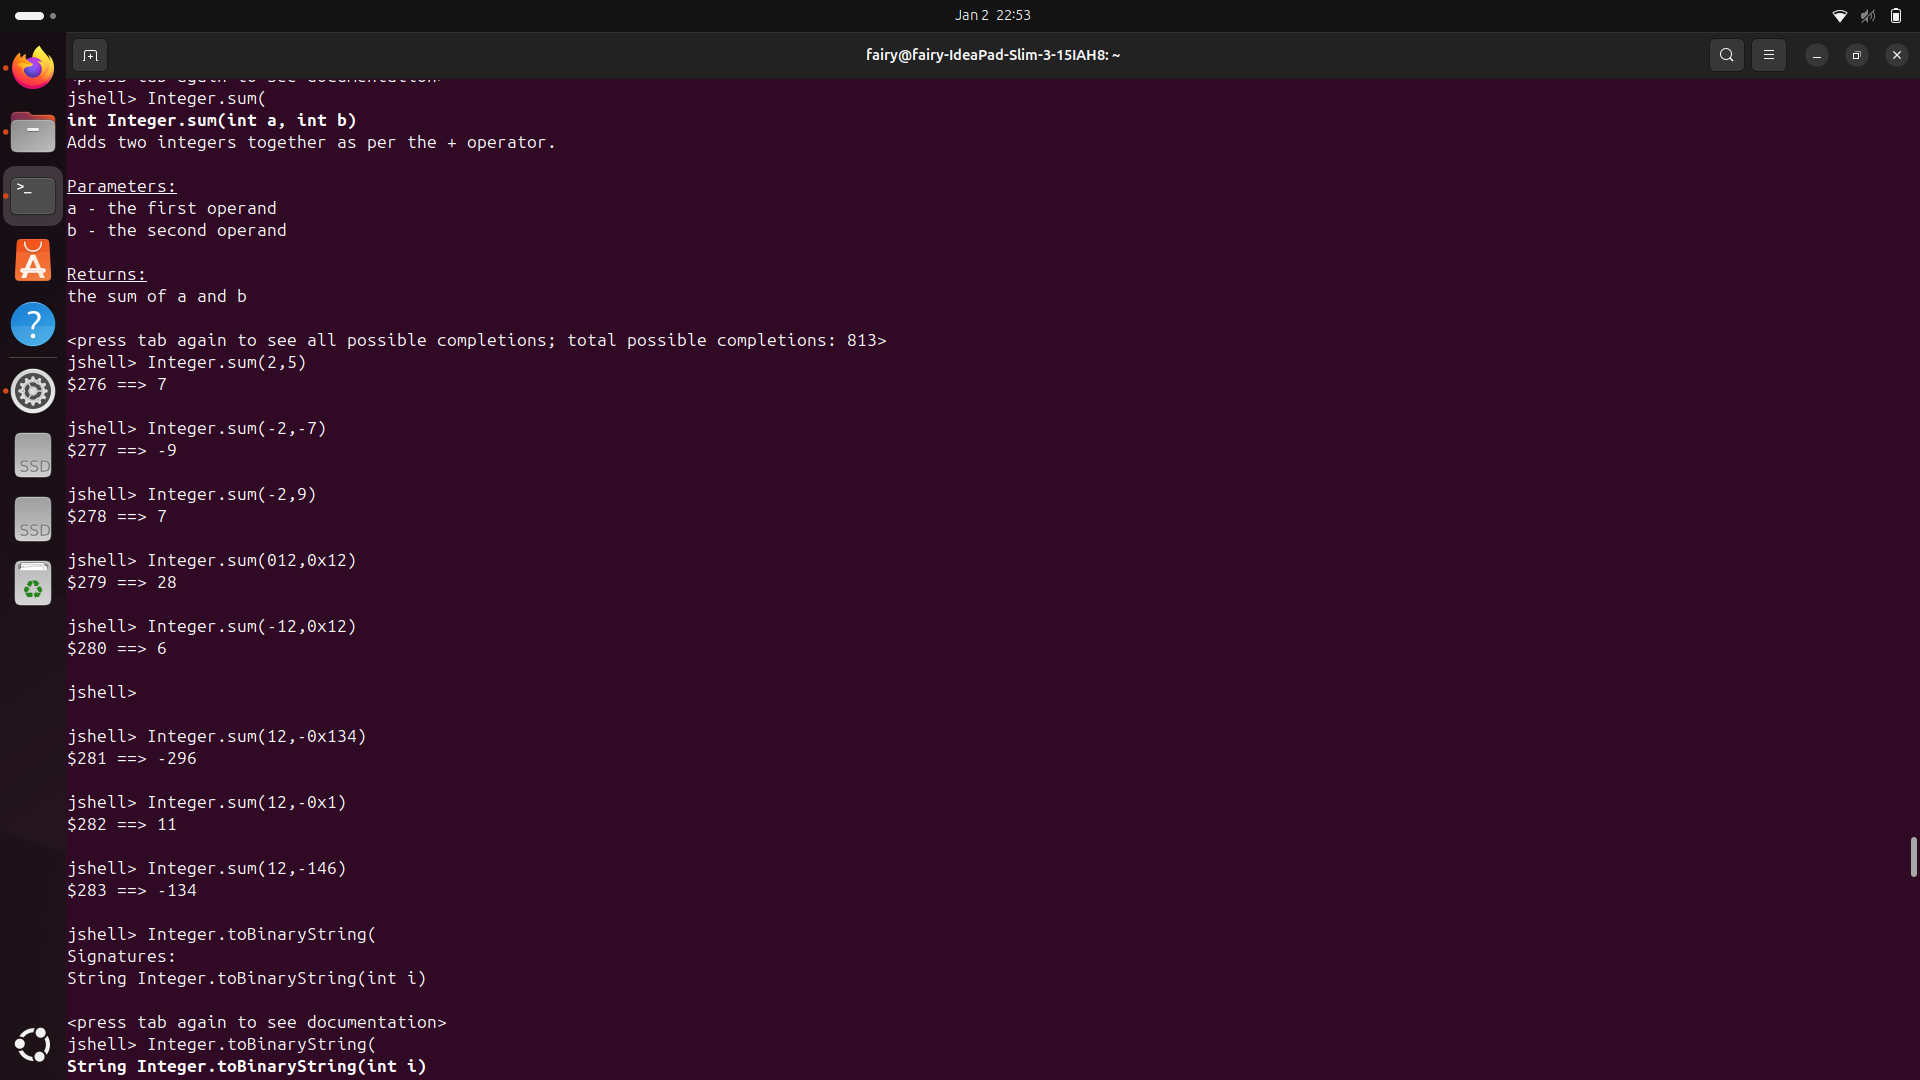 Jan 2 22:53
fairy@fairy-IdeaPad-Slim-3-15IAH8: ~
<press tab again to see documentation>
jshell> Integer.sum(
int Integer.sum(int a, int b)
Adds two integers together as per the + operator.
Parameters:
a - the first operand
b - the second operand
Returns:
the sum of a and b
<press tab again to see all possible completions; total possible completions: 813>
jshell> Integer.sum(2,5)
$276 ==> 7
jshell> Integer.sum(-2,-7)
$277 ==> -9
jshell> Integer.sum(-2,9)
$278 ==> 7
jshell> Integer.sum(012,0x12)
$279 ==> 28
jshell> Integer.sum(-12,0x12)
$280 ==> 6
jshell>
jshell> Integer.sum(12,-0x134)
$281 ==> -296
jshell> Integer.sum(12,-0x1)
$282 ==> 11
jshell> Integer.sum(12,-146)
$283 ==> -134
jshell> Integer.toBinaryString(
Signatures:
String Integer.toBinaryString(int i)
<press tab again to see documentation>
jshell> Integer.toBinaryString(
String Integer.toBinaryString(int i)
>_
A
?
SSD
SSD